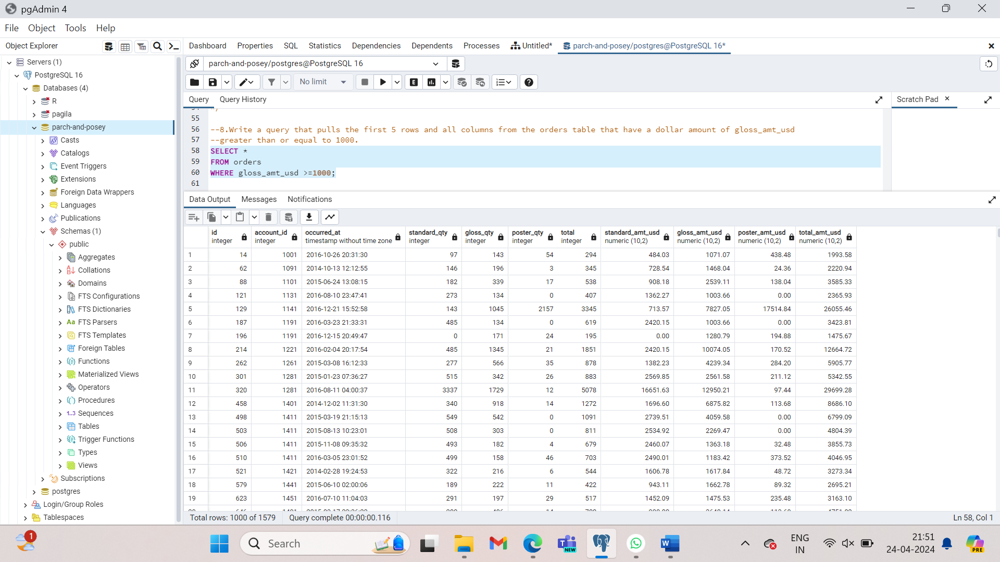 pgAdmin 4
File Object Tools Help
Object Explorer
Dashboard Properties SQL Statistics Dependencies Dependents Processes Untitled* parch-and-posey/postgres@PostgreSQL 16*
Servers (1)
PostgreSQL 16
Databases (4)
R
pagila
parch-and-posey
Casts
Catalogs
Event Triggers
Extensions
Foreign Data Wrappers
Languages
Publications
Schemas (1)
public
Aggregates
Collations
Domains
FTS Configurations
FTS Dictionaries
Aa FTS Parsers
FTS Templates
Foreign Tables
Functions
Materialized Views
Operators
Procedures
1..3 Sequences
Tables
Trigger Functions
Types
Views
Subscriptions
postgres
Login/Group Roles
Tablespaces
parch-and-posey/postgres@PostgreSQL 16
No limit
E
Query Query History
Scratch Pad
55
56 --8.Write a query that pulls the first 5 rows and all columns from the orders table that have a dollar amount of gloss_amt_usd
57 --greater than or equal to 1000.
58 SELECT *
59 FROM orders
60 WHERE gloss_amt_usd >=1000;
61
Data Output Messages Notifications
id account_id occurred_at standard_qty gloss_qty poster_qty total standard_amt_usd gloss_amt_usd poster_amt_usd total_amt_usd
integer integer timestamp without time zone integer integer integer integer numeric (10,2) numeric (10,2) numeric (10,2) numeric (10,2)
1 14 1001 2016-10-26 20:31:30 97 143 54 294 484.03 1071.07 438.48 1993.58
2 62 1091 2014-10-13 12:12:55 146 196 3 345 728.54 1468.04 24.36 2220.94
3 88 1101 2015-06-24 13:08:15 182 339 17 538 908.18 2539.11 138.04 3585.33
4 121 1131 2016-08-10 23:47:41 273 134 0 407 1362.27 1003.66 0.00 2365.93
5 129 1141 2016-12-21 15:52:58 143 1045 2157 3345 713.57 7827.05 17514.84 26055.46
6 187 1191 2016-03-23 21:33:31 485 134 0 619 2420.15 1003.66 0.00 3423.81
7 196 1191 2016-12-15 20:49:47 0 171 24 195 0.00 1280.79 194.88 1475.67
8 214 1221 2016-02-04 20:17:54 485 1345 21 1851 2420.15 10074.05 170.52 12664.72
9 262 1261 2015-03-08 16:12:33 277 566 35 878 1382.23 4239.34 284.20 5905.77
10 301 1281 2015-01-23 07:36:27 515 342 26 883 2569.85 2561.58 211.12 5342.55
11 320 1281 2016-08-11 04:00:37 3337 1729 12 5078 16651.63 12950.21 97.44 29699.28
12 458 1401 2014-12-02 11:31:30 340 918 14 1272 1696.60 6875.82 113.68 8686.10
13 498 1411 2015-03-19 21:15:13 549 542 0 1091 2739.51 4059.58 0.00 6799.09
14 503 1411 2015-08-13 10:23:01 508 303 0 811 2534.92 2269.47 0.00 4804.39
15 506 1411 2015-11-08 09:35:32 493 182 4 679 2460.07 1363.18 32.48 3855.73
16 510 1411 2016-03-05 23:01:52 499 158 46 703 2490.01 1183.42 373.52 4046.95
17 521 1421 2014-02-28 19:24:53 322 216 6 544 1606.78 1617.84 48.72 3273.34
18 579 1441 2015-06-10 02:00:06 189 222 11 422 943.11 1662.78 89.32 2695.21
19 623 1451 2016-07-10 11:04:03 291 197 29 517 1452.09 1475.53 235.48 3163.10
Total rows: 1000 of 1579 Query complete 00:00:00.116
Ln 58, Col 1
1
Search
NEW
ENG
IN
21:51
24-04-2024
PRE